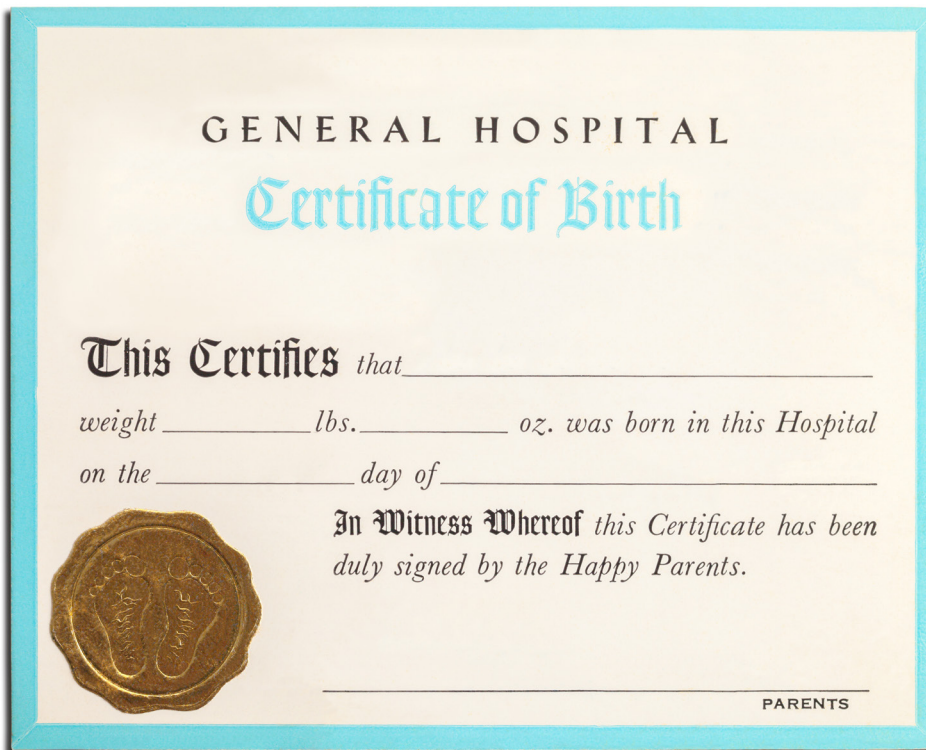 GENERAL HOSPITAL
Certificate of Birth
This Certifies that
weight lbs. oz. was born in this Hospital
on the day of
In Witness Whereof this Certificate has been
duly signed by the Happy Parents.
PARENTS